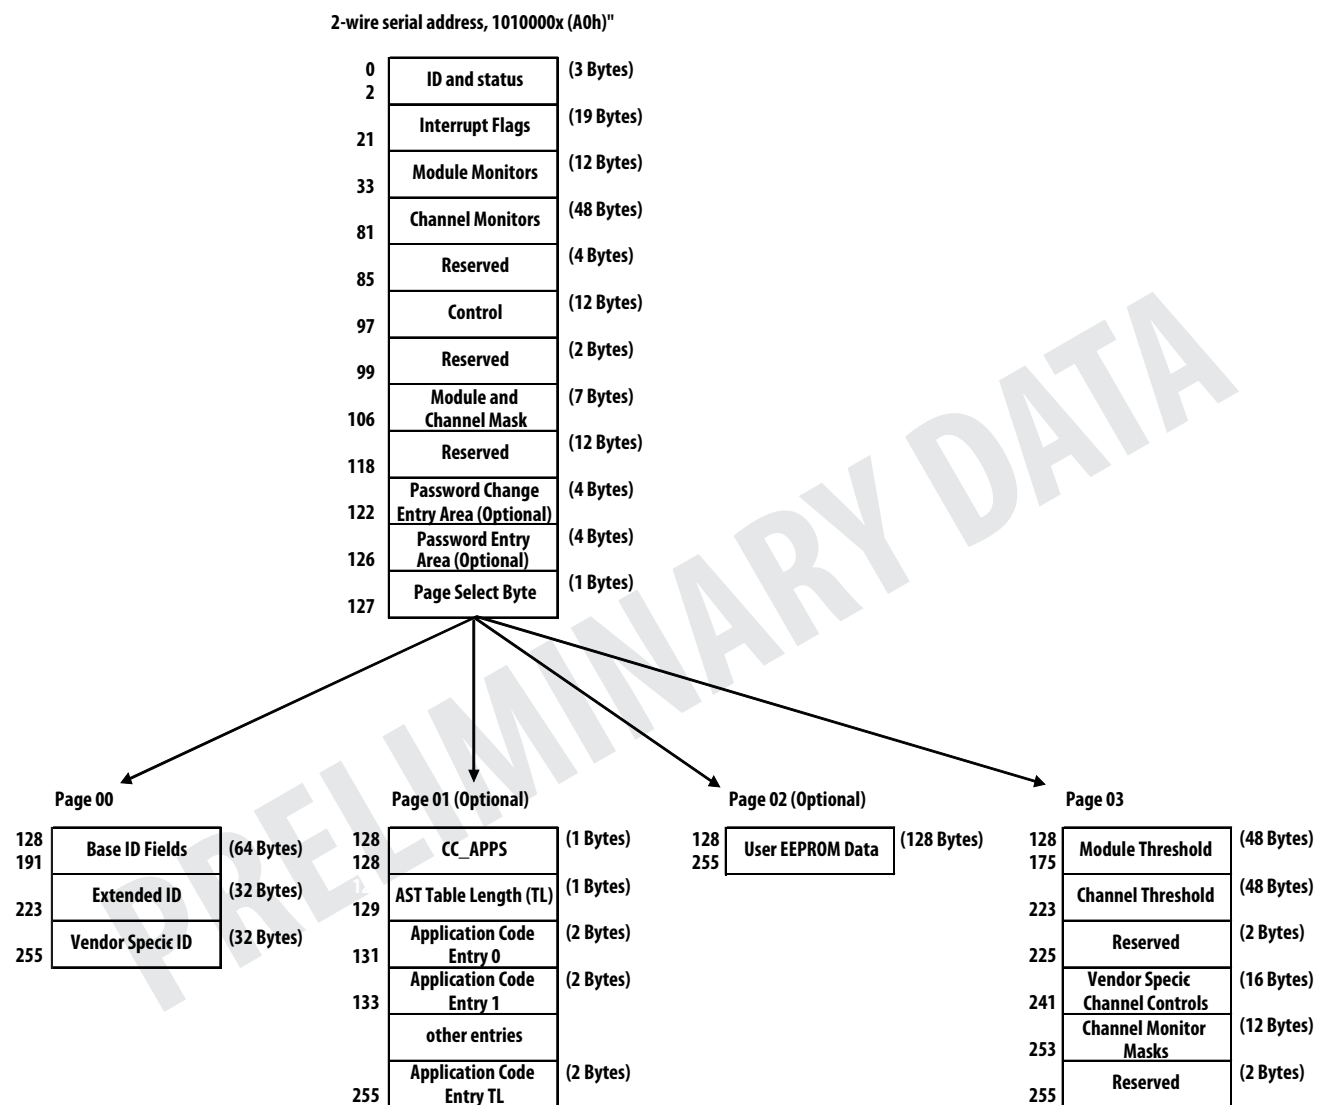 2-wire serial address, 1010000x (A0h)"
0
2
ID and status
(3 Bytes)
21
Interrupt Flags
(19 Bytes)
33
Module Monitors
(12 Bytes)
81
Channel Monitors
(48 Bytes)
85
Reserved
(4 Bytes)
97
Control
(12 Bytes)
99
Reserved
(2 Bytes)
106
Module and
Channel Mask
(7 Bytes)
118
Reserved
(12 Bytes)
122
Password Change
Entry Area (Optional)
(4 Bytes)
126
Password Entry
Area (Optional)
(4 Bytes)
127
Page Select Byte
(1 Bytes)
PRELIMINARY DATA
Page 00
128
191
Base ID Fields
(64 Bytes)
223
Extended ID
(32 Bytes)
255
Vendor Specic ID
(32 Bytes)
Page 01 (Optional)
128
128
CC_APPS
(1 Bytes)
129
AST Table Length (TL)
(1 Bytes)
131
Application Code
Entry 0
(2 Bytes)
133
Application Code
Entry 1
(2 Bytes)
other entries
255
Application Code
Entry TL
(2 Bytes)
Page 02 (Optional)
128
255
User EEPROM Data
(128 Bytes)
Page 03
128
175
Module Threshold
(48 Bytes)
223
Channel Threshold
(48 Bytes)
225
Reserved
(2 Bytes)
241
Vendor Specic
Channel Controls
(16 Bytes)
253
Channel Monitor
Masks
(12 Bytes)
255
Reserved
(2 Bytes)